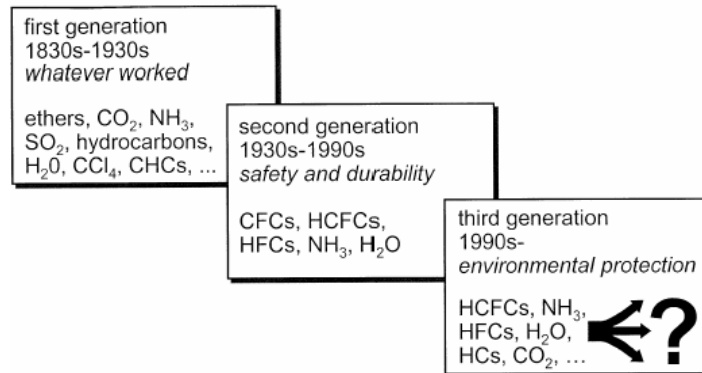 first generation
1830s-1930s
whatever worked
ethers, CO₂, NH₃,
SO₂, hydrocarbons,
H₂0, CCl₄, CHCs, ...
second generation
1930s-1990s
safety and durability
CFCs, HCFCs,
HFCs, NH₃, H₂O
third generation
1990s-
environmental protection
HCFCs, NH₃,
HFCs, H₂O,
HCs, CO₂, ...
?